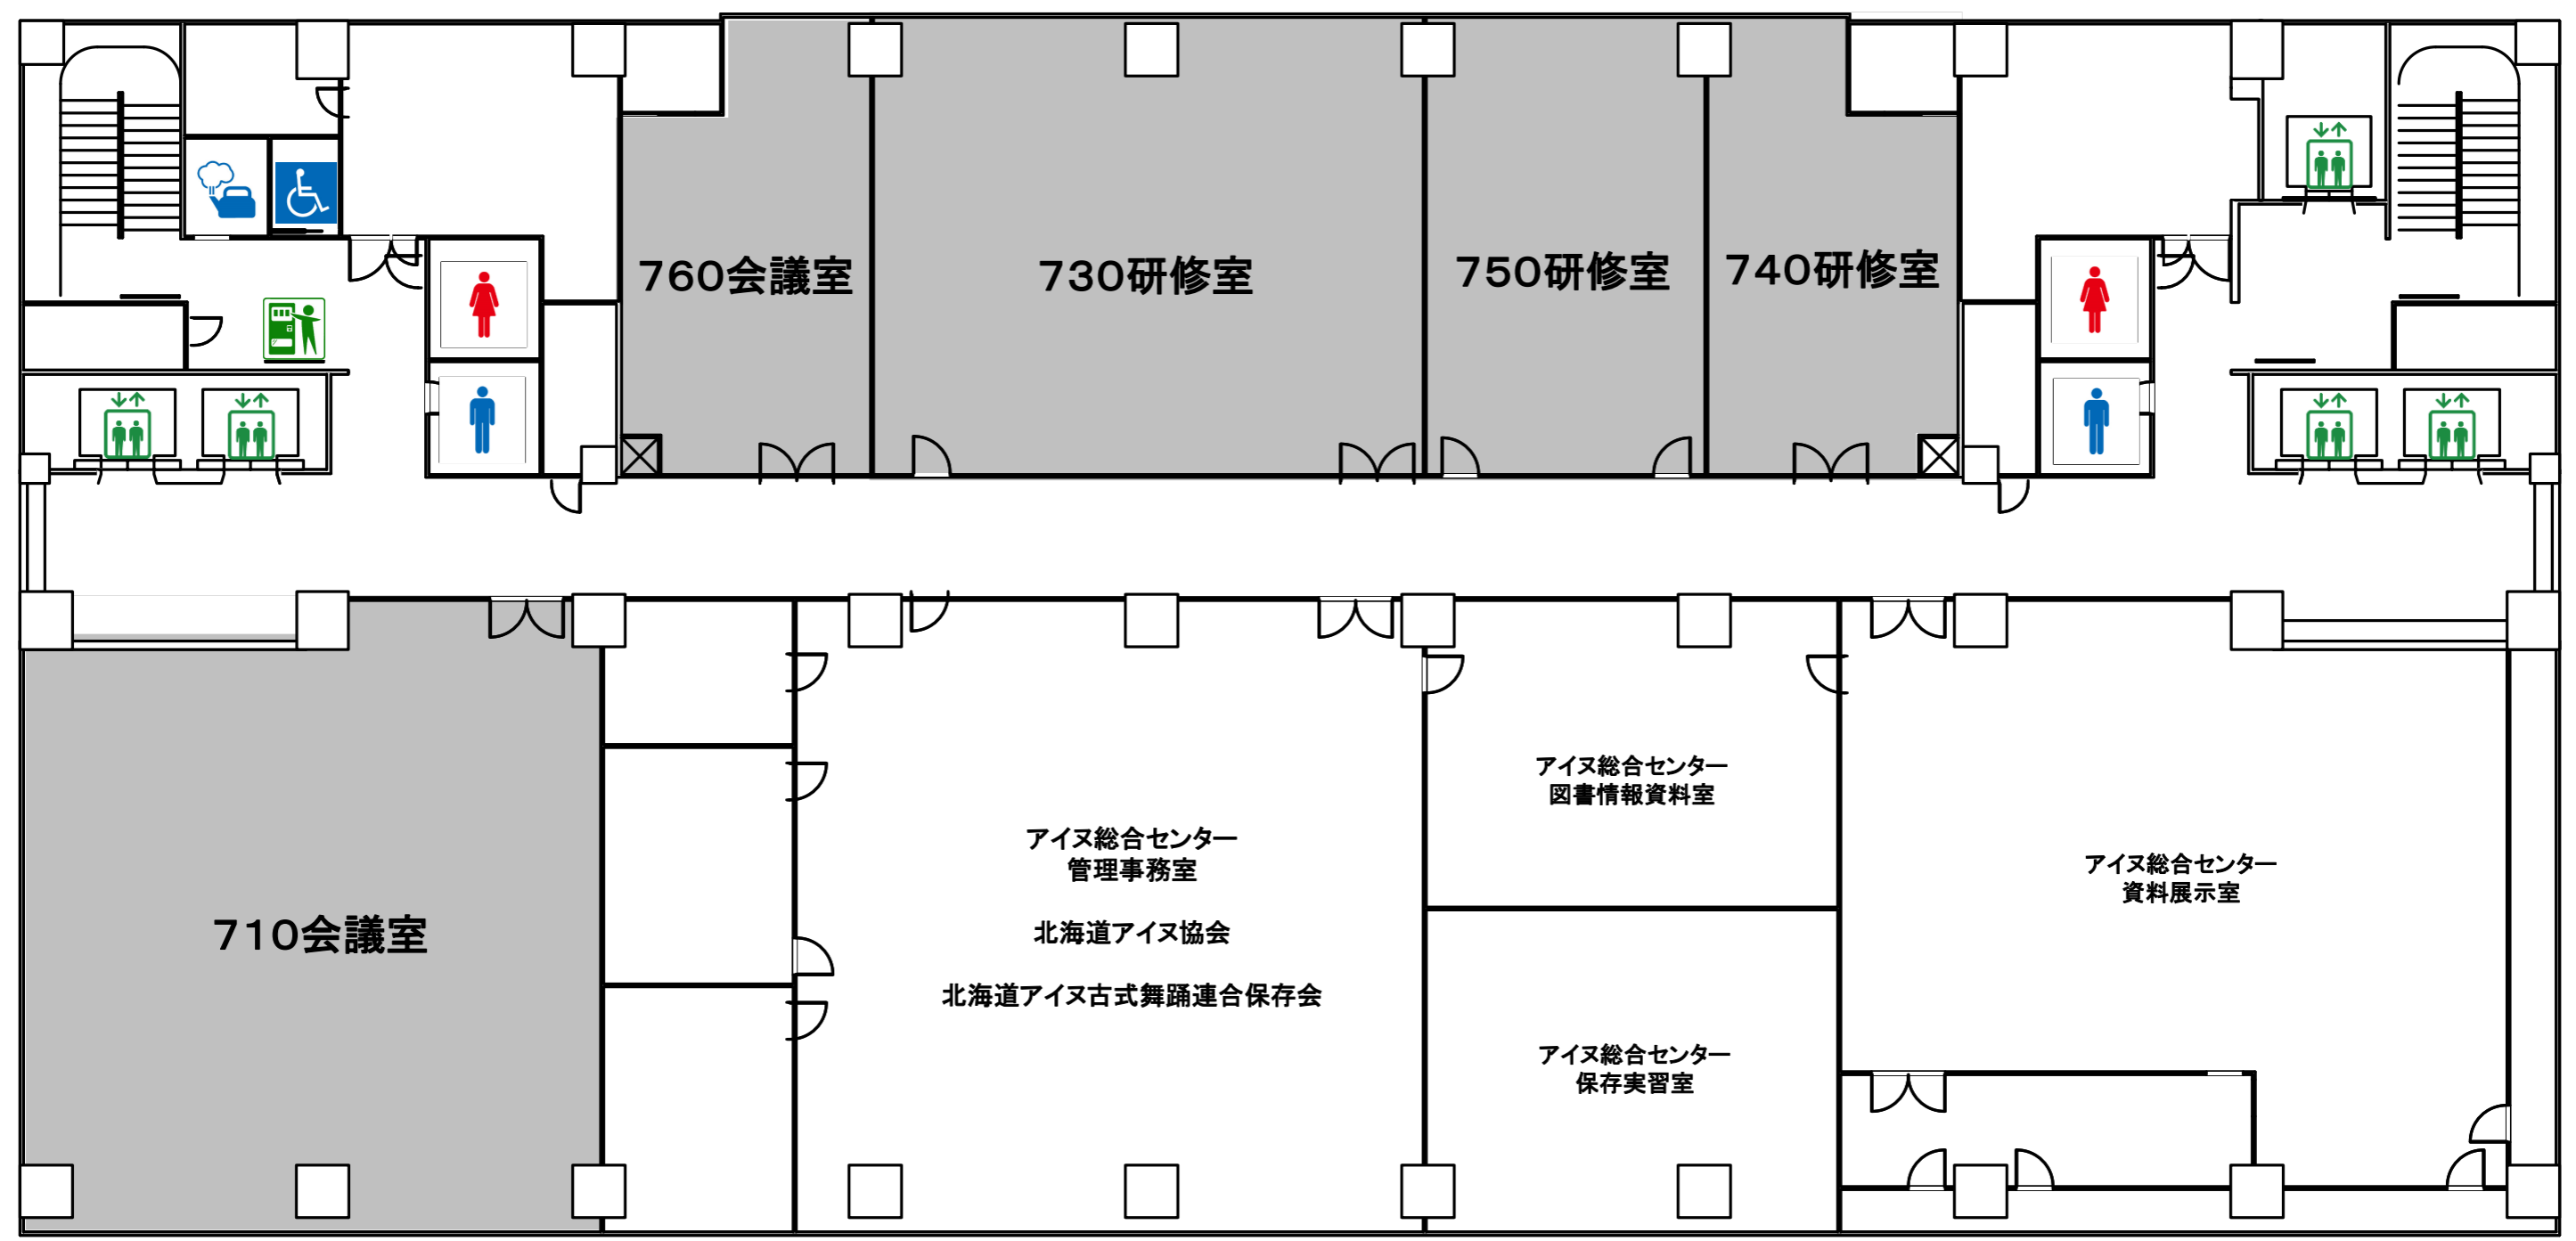 760会議室
730研修室
750研修室
740研修室
710会議室
アイヌ総合センター
管理事務室
北海道アイヌ協会
北海道アイヌ古式舞踊連合保存会
アイヌ総合センター
図書情報資料室
アイヌ総合センター
保存実習室
アイヌ総合センター
資料展示室